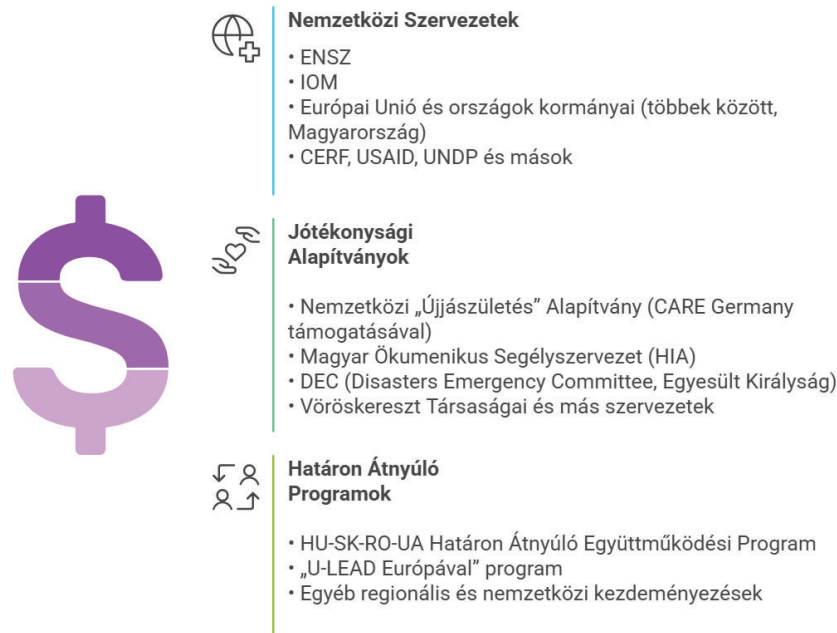 Nemzetközi Szervezetek
• ENSZ
• IOM
• Európai Unió és országok kormányai (többek között,
Magyarország)
• CERF, USAID, UNDP és mások
Jótékonysági
Alapítványok
• Nemzetközi „Újjászületés” Alapítvány (CARE Germany
támogatásával)
• Magyar Ökumenikus Segélyszervezet (HIA)
• DEC (Disasters Emergency Committee, Egyesült Királyság)
• Vöröskereszt Társaságai és más szervezetek
Határon Átnyúló
Programok
• HU-SK-RO-UA Határon Átnyúló Együttműködési Program
• „U-LEAD Európával” program
• Egyéb regionális és nemzetközi kezdeményezések